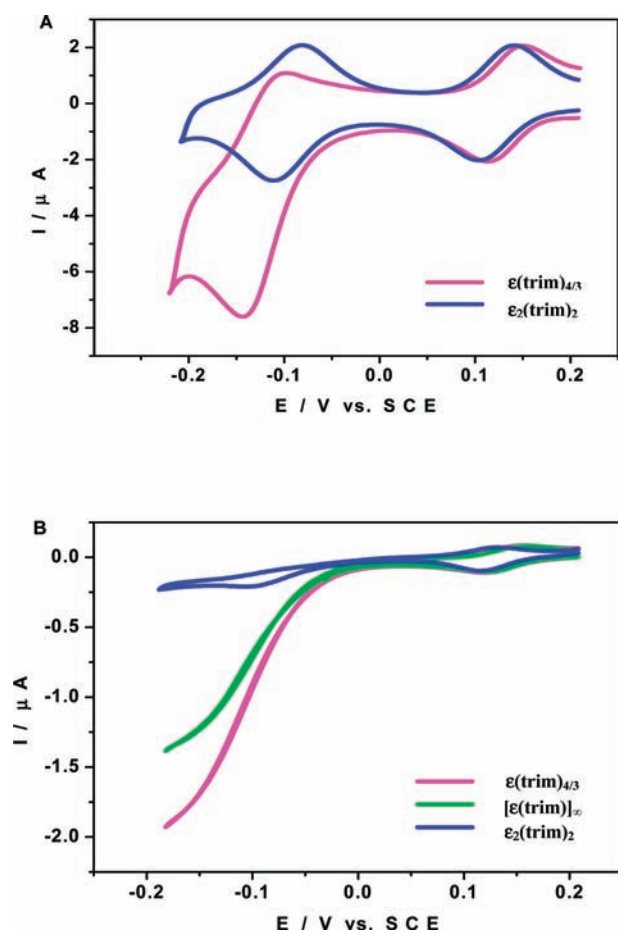 A
I / μ A
2
0
-2
-4
-6
-8
ε(trim)4/3
ε2(trim)2
-0.2 -0.1 0.0 0.1 0.2
E / V vs. SCE
B
I / μ A
0.0
-0.5
-1.0
-1.5
-2.0
ε(trim)4/3
[ε(trim)]∞
ε2(trim)2
-0.2 -0.1 0.0 0.1 0.2
E / V vs. SCE